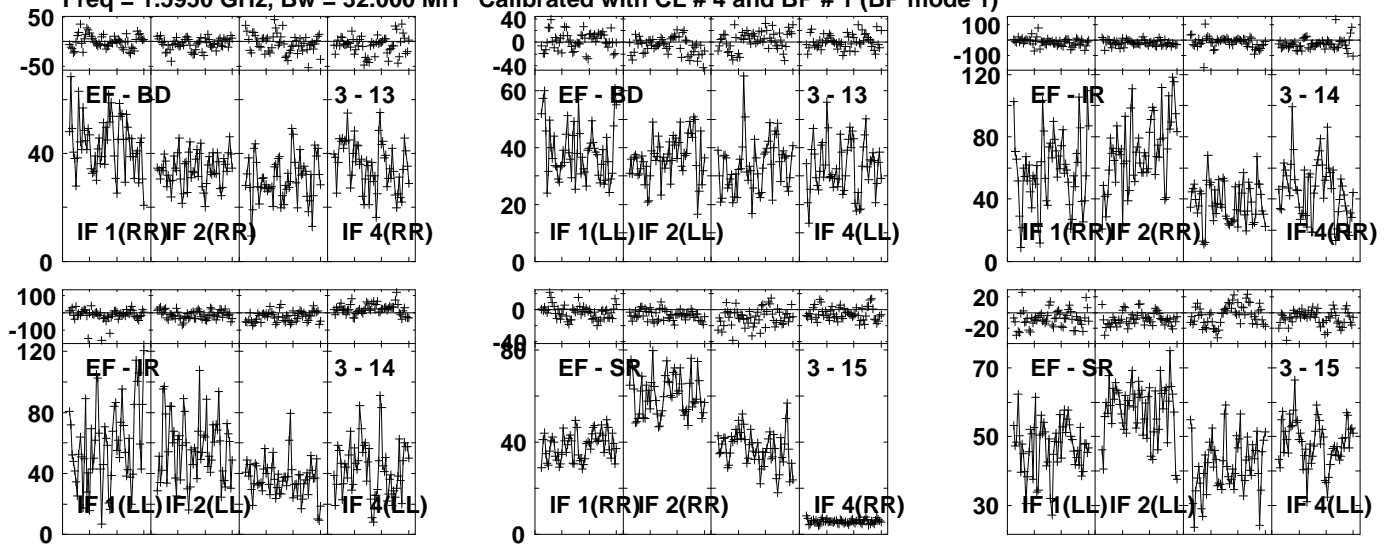 Freq = 1.5950 GHz, Bw = 32.000 MH Calibrated with CL # 4 and BP # 1 (BP mode 1)
50
-50
40
0
EF - BD
3 - 13
IF 1(RR)
IF 2(RR)
IF 4(RR)
40
0
-40
60
40
20
0
EF - BD
3 - 13
IF 1(LL)
IF 2(LL)
IF 4(LL)
100
-100
120
80
40
0
EF - IR
3 - 14
IF 1(RR)
IF 2(RR)
IF 4(RR)
100
-100
120
80
40
0
EF - IR
3 - 14
IF 1(LL)
IF 2(LL)
IF 4(LL)
0
-40
80
40
0
EF - SR
3 - 15
IF 1(RR)
IF 2(RR)
IF 4(RR)
20
-20
70
50
30
EF - SR
3 - 15
IF 1(LL)
IF 2(LL)
IF 4(LL)